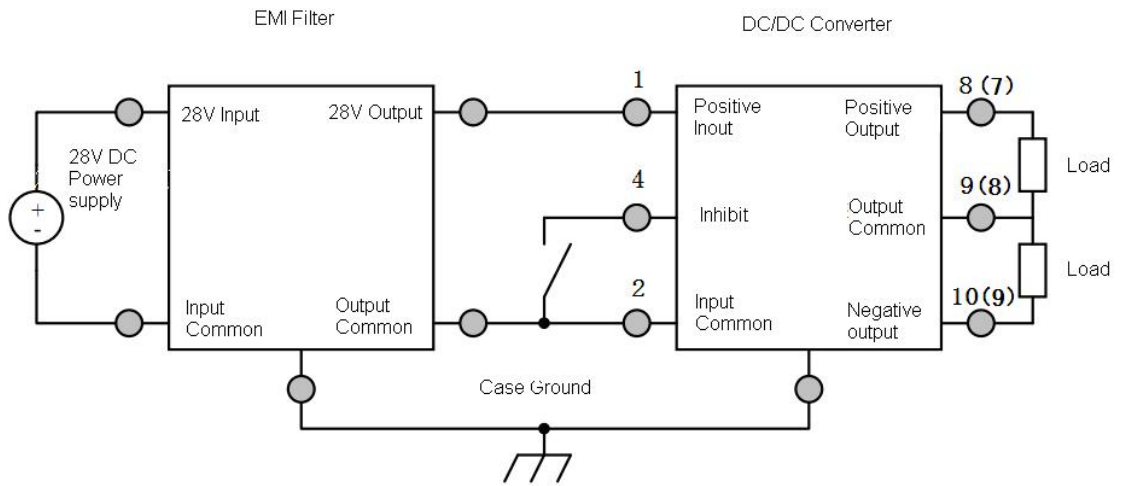 EMI Filter
DC/DC Converter
28V Input
28V Output
1
Positive
Inout
Positive
Output
8(7)
28V DC
Power
supply
+
-
4
Inhibit
Output
Common
9(8)
Load
Input
Common
Output
Common
2
Input
Common
Negative
output
10(9)
Load
Case Ground